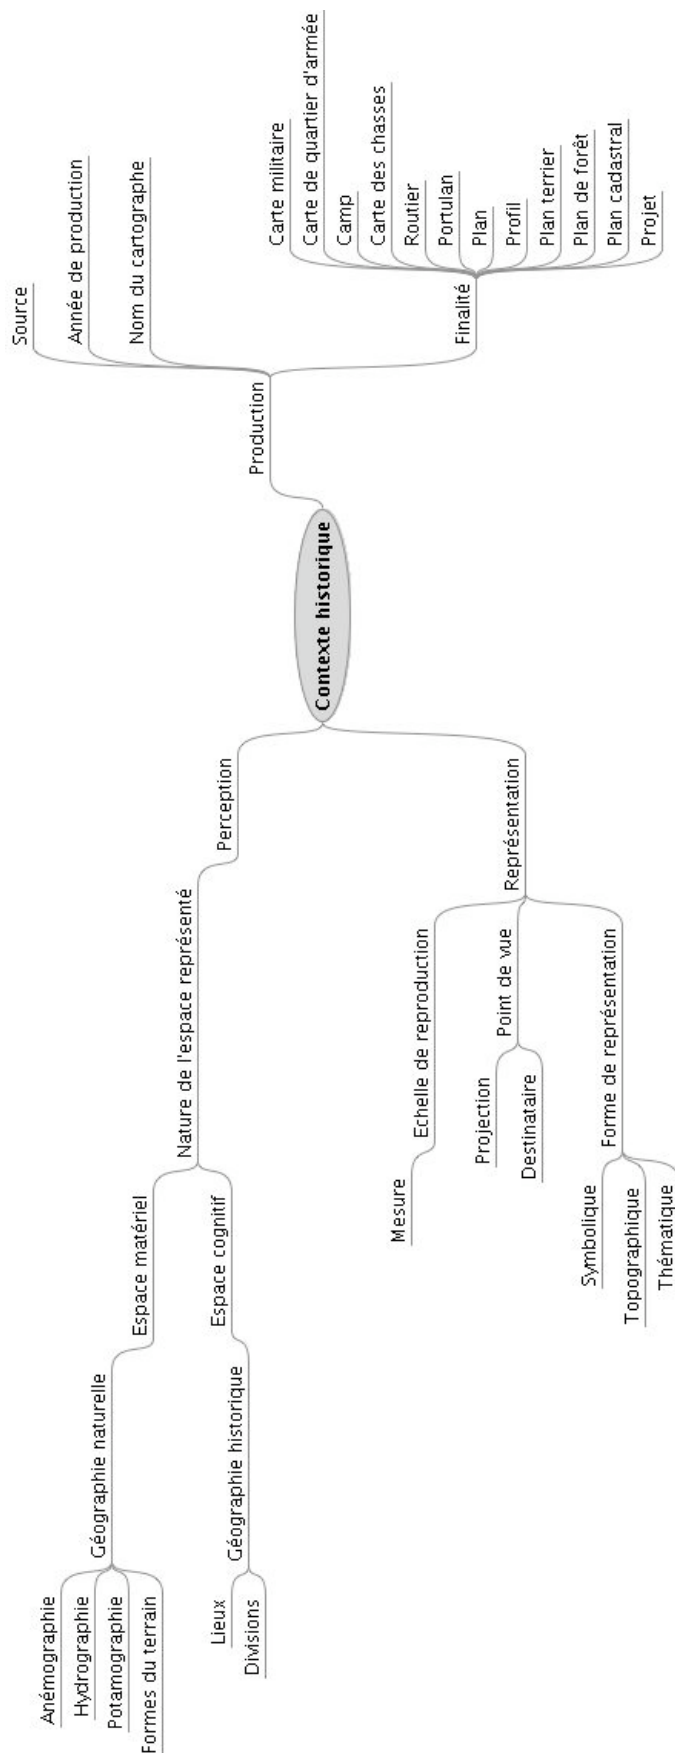 Anémographie
Hydrographie
Potamographie
Formes du terrain
Géographie naturelle
Espace matériel
Lieux
Divisions
Géographie historique
Espace cognitif
Nature de l'espace représenté
Perception
Mesure
Echelle de reproduction
Projection
Destinataire
Point de vue
Symbolique
Topographique
Thématique
Forme de représentation
Représentation
Contexte historique
Production
Source
Année de production
Nom du cartographe
Finalité
Carte militaire
Carte de quartier d'armée
Camp
Carte des chasses
Routier
Portulan
Plan
Profil
Plan terrier
Plan de forêt
Plan cadastral
Projet